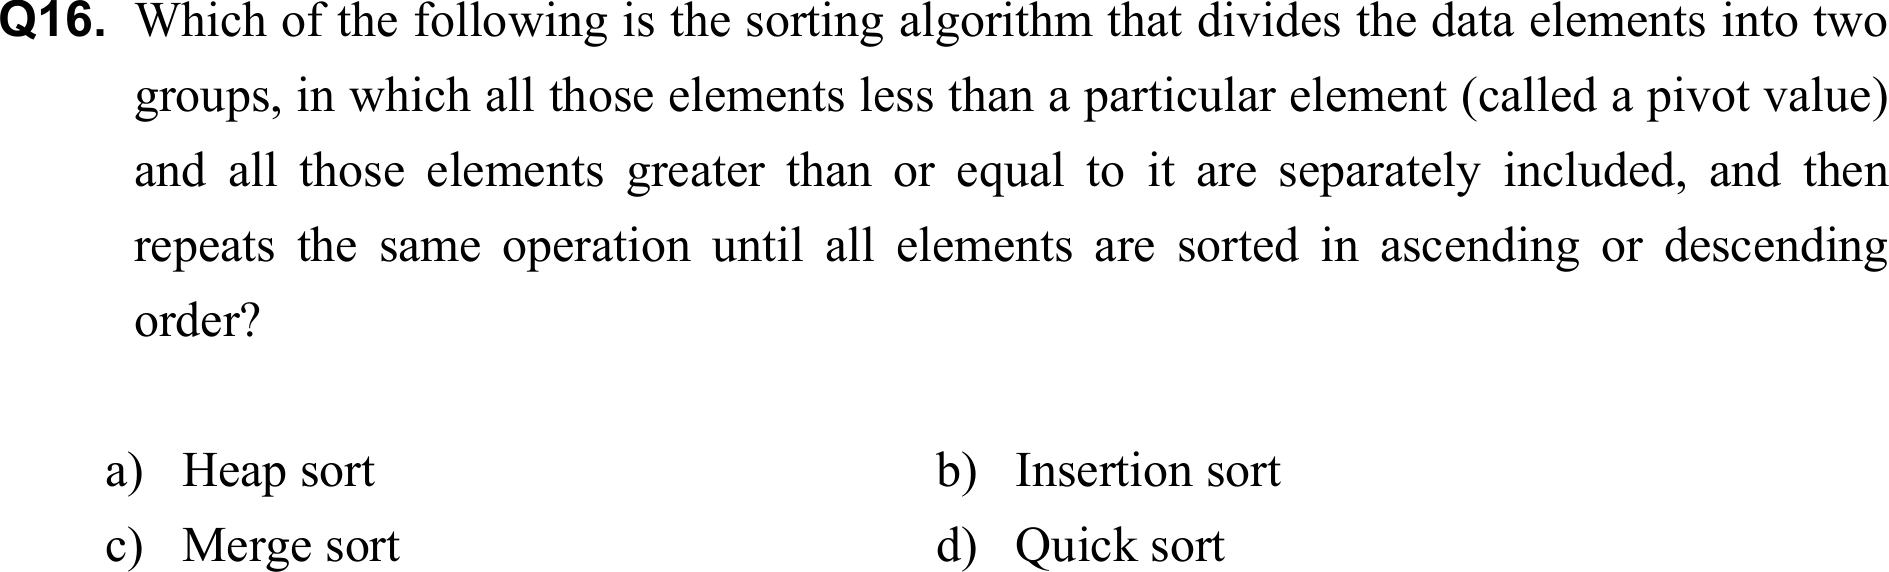 Q16. Which of the following is the sorting algorithm that divides the data elements into two
groups, in which all those elements less than a particular element (called a pivot value)
and all those elements greater than or equal to it are separately included, and then
repeats the same operation until all elements are sorted in ascending or descending
order?
a) Heap sort b) Insertion sort
c) Merge sort d) Quick sort